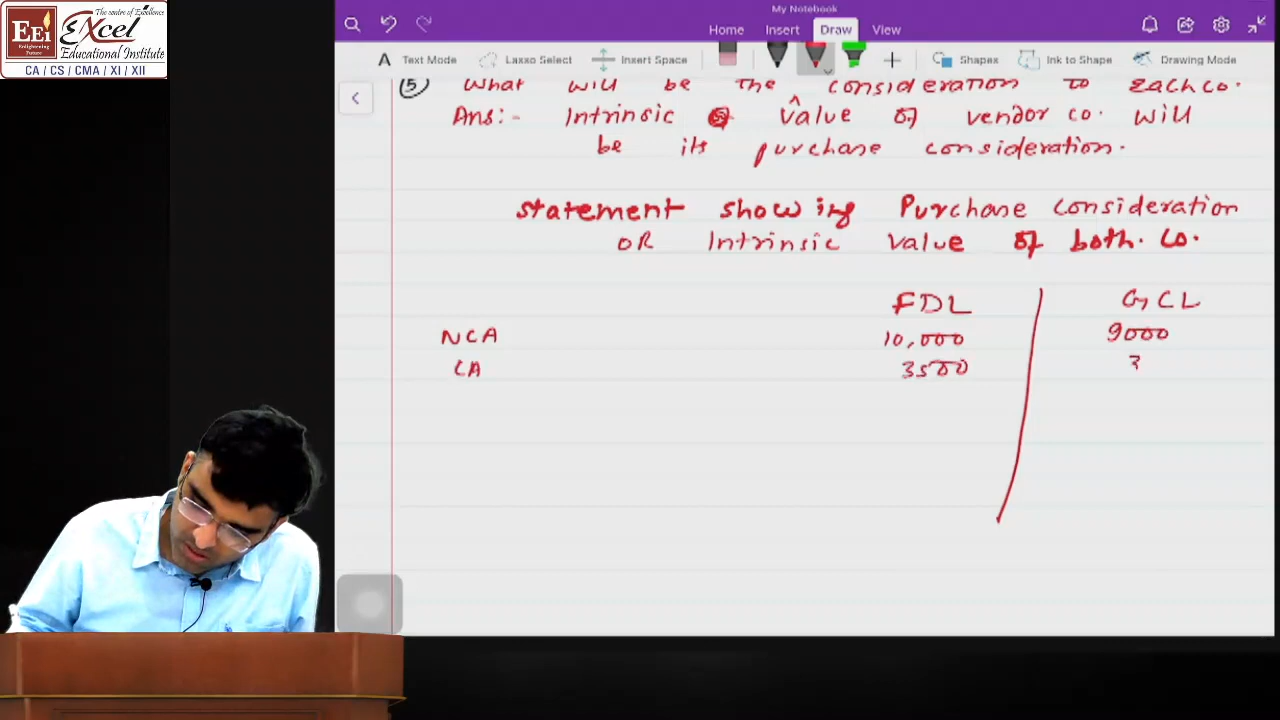 EEi
Enlightening Future
The centre of Excellence
Excel
Educational Institute
CA / CS / CMA / XI / XII
My Notebook
Home Insert Draw View
A Text Mode Lasso Select Insert Space Shapes Ink to Shape Drawing Mode
(5) What will be the consideration to each co.
Ans:- Intrinsic value of vendor co. will
be its purchase consideration.
Statement showing Purchase consideration
OR Intrinsic value of both Co.
FDL GCL
NCA 10,000 9000
CA 3500 3